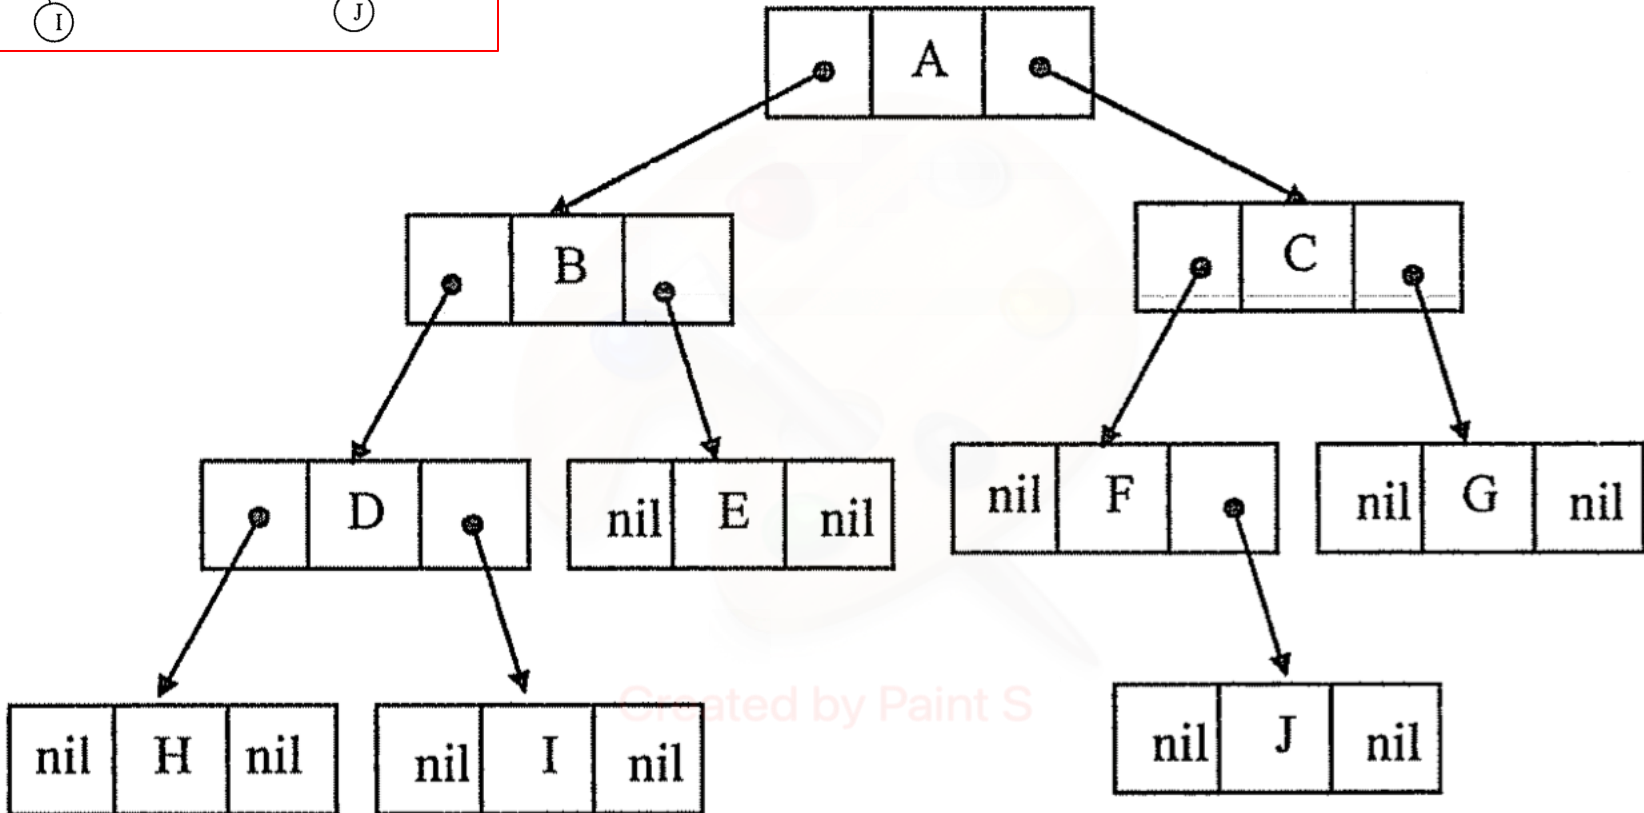 I J
A
B C
D nil E nil nil F nil G nil
nil H nil nil I nil nil J nil
Created by Paint S